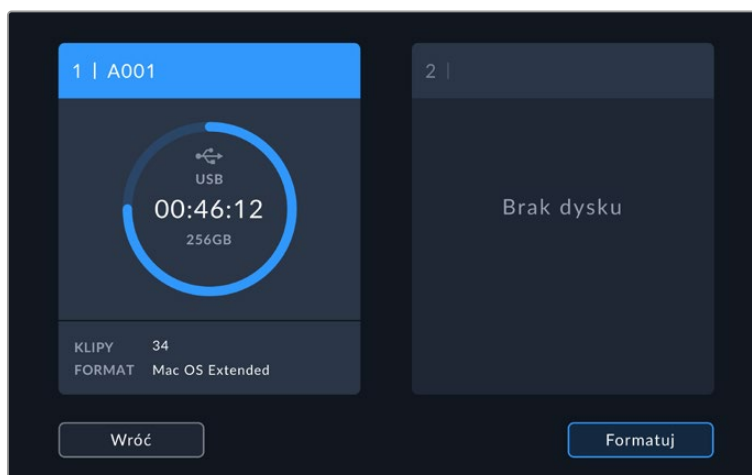 1 | A001
USB
00:46:12
256GB
KLIPY 34
FORMAT Mac OS Extended
2 |
Brak dysku
Wróć
Formatuj